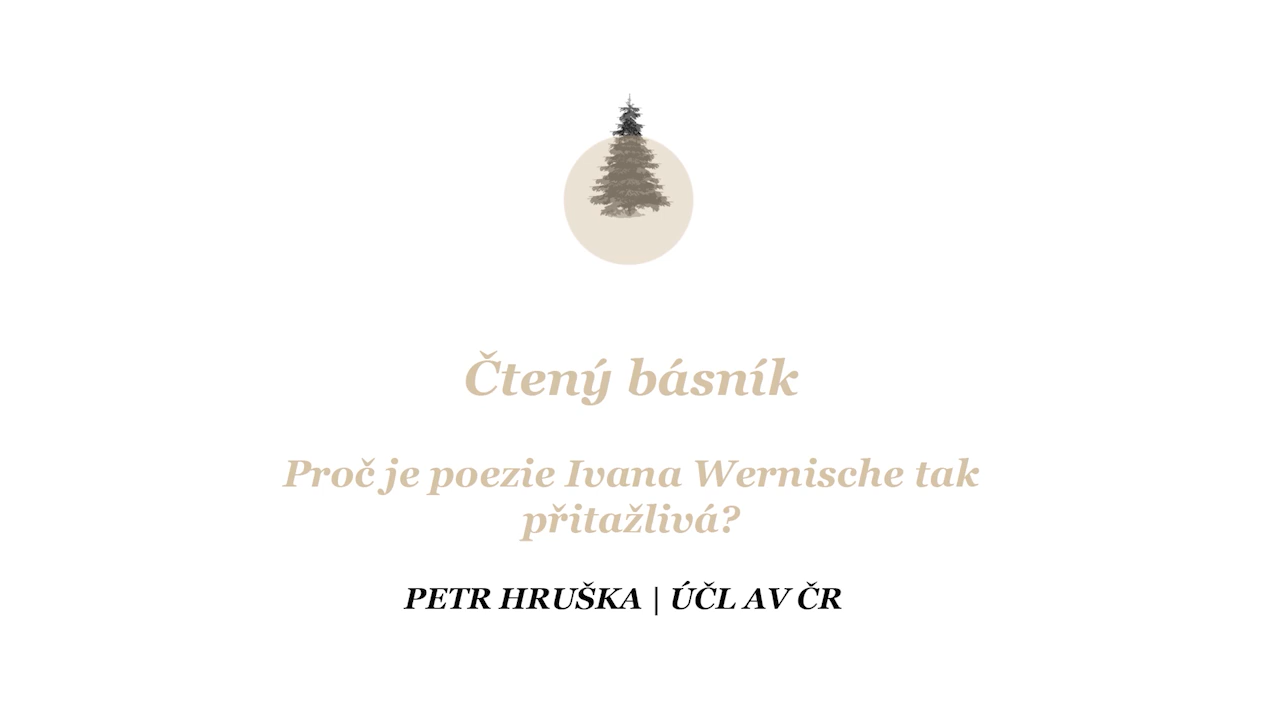 Čtený básník
Proč je poezie Ivana Wernische tak
přitažlivá?
PETR HRUŠKA | ÚČL AV ČR